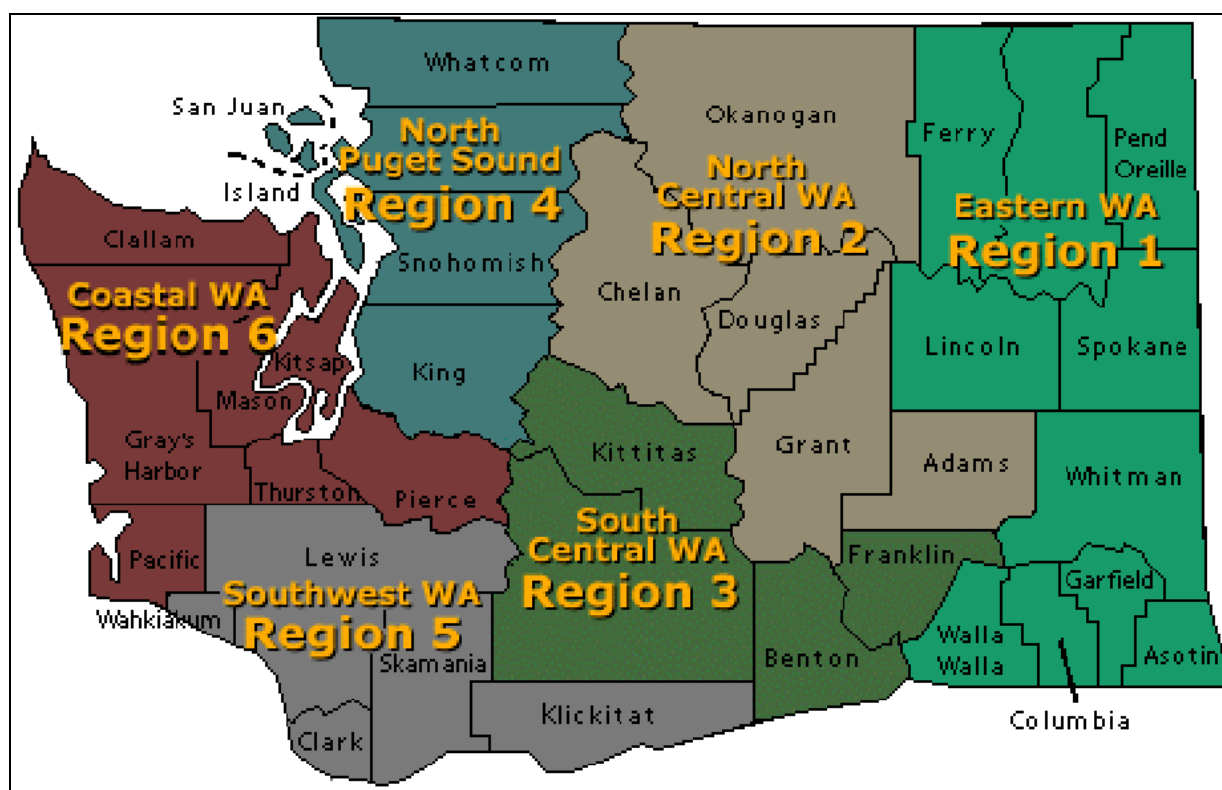 Whatcom
San Juan
Okanogan
North
Puget Sound
Region 4
Ferry
Pend
Oreille
North
Central WA
Region 2
Island
Eastern WA
Region 1
Clallam
Snohomish
Coastal WA
Region 6
Chelan
Douglas
Lincoln
Spokane
Kitsap
King
Mason
Gray's
Harbor
Kittitas
Grant
Adams
Whitman
Thurston
Pierce
South
Central WA
Region 3
Pacific
Lewis
Franklin
Garfield
Southwest WA
Region 5
Wahkiakum
Skamania
Benton
Walla
Walla
Asotin
Klickitat
Columbia
Clark